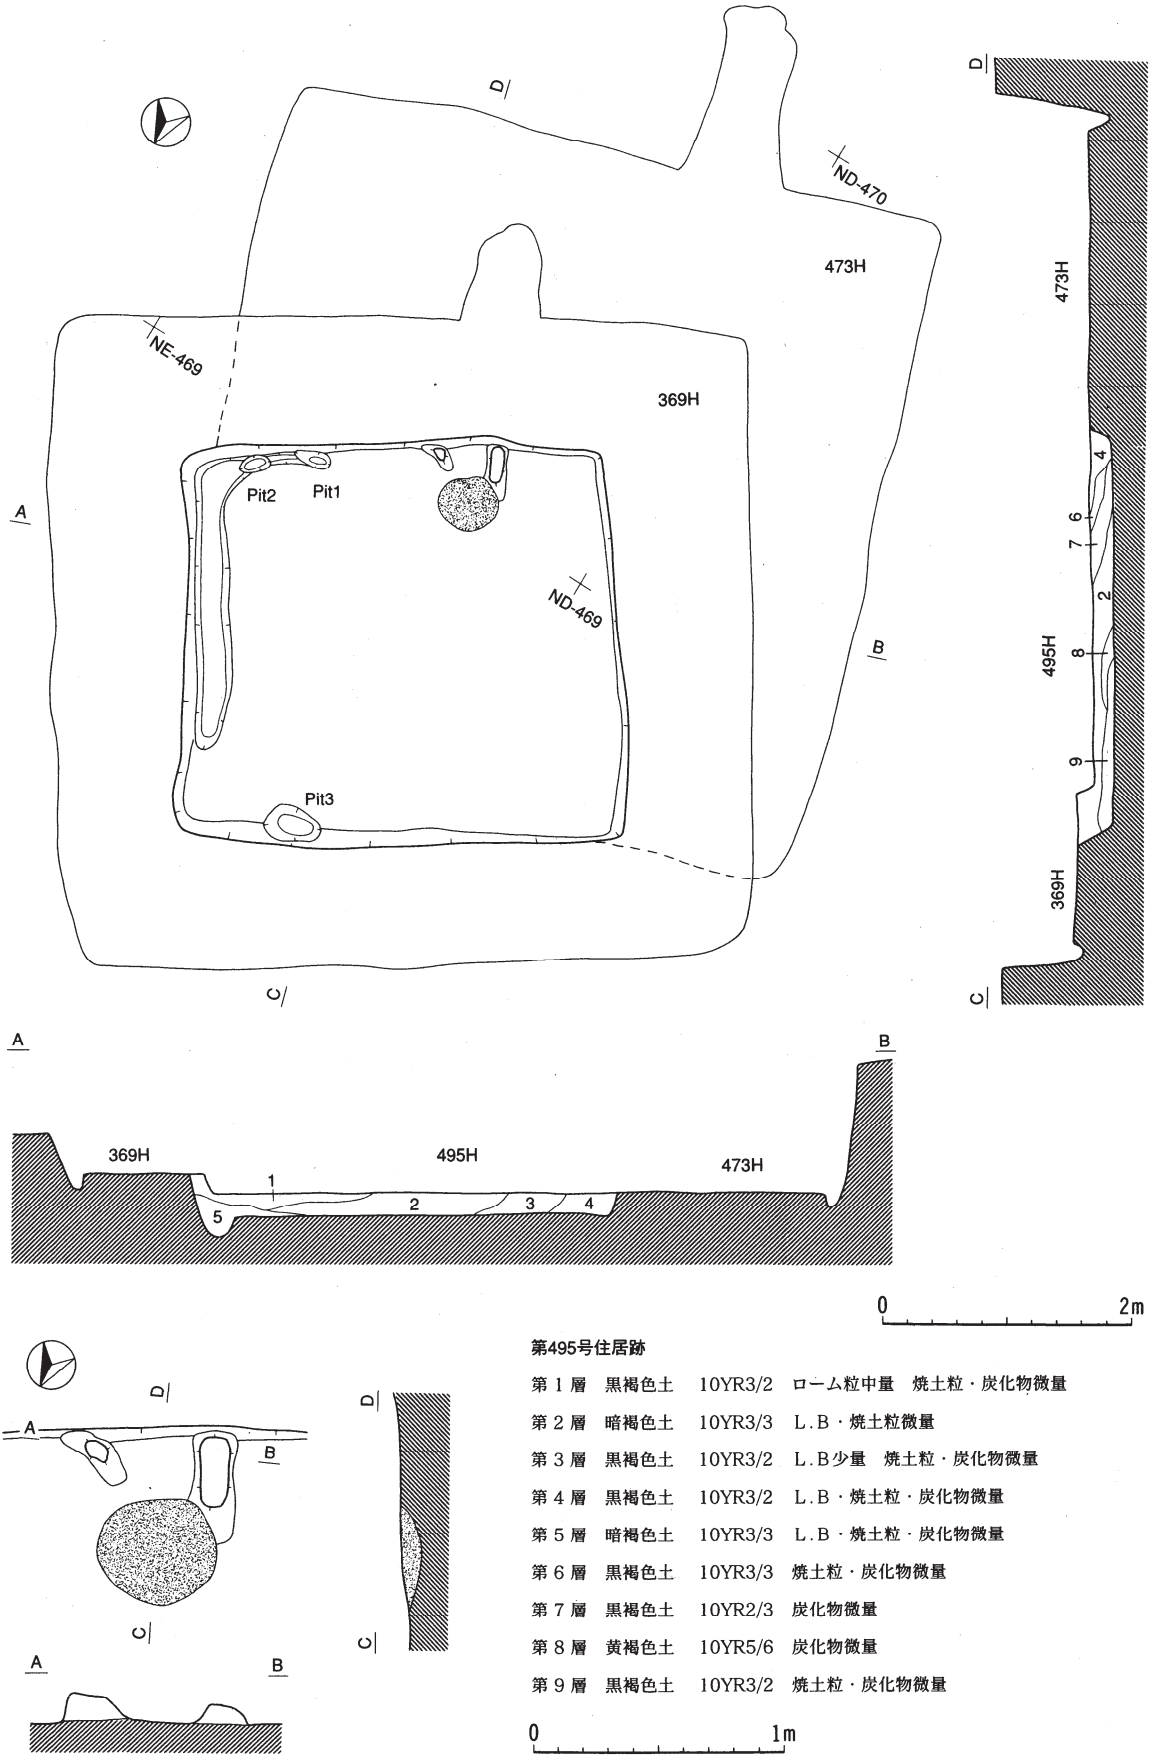 D
D
ND-470
473H
473H
NE-469
369H
4
Pit2
Pit1
A
6
7
ND-469
2
B
495H
8
9
Pit3
369H
C
C
A
B
369H
495H
473H
1
2
3
4
5
0 2m
第495号住居跡
第1層 黒褐色土 10YR3/2 ローム粒中量 焼土粒・炭化物微量
第2層 暗褐色土 10YR3/3 L.B・焼土粒微量
第3層 黒褐色土 10YR3/2 L.B少量 焼土粒・炭化物微量
第4層 黒褐色土 10YR3/2 L.B・焼土粒・炭化物微量
第5層 暗褐色土 10YR3/3 L.B・焼土粒・炭化物微量
第6層 黒褐色土 10YR3/3 焼土粒・炭化物微量
第7層 黒褐色土 10YR2/3 炭化物微量
第8層 黄褐色土 10YR5/6 炭化物微量
第9層 黒褐色土 10YR3/2 焼土粒・炭化物微量
D
D
A
B
C
C
A
B
0 1m